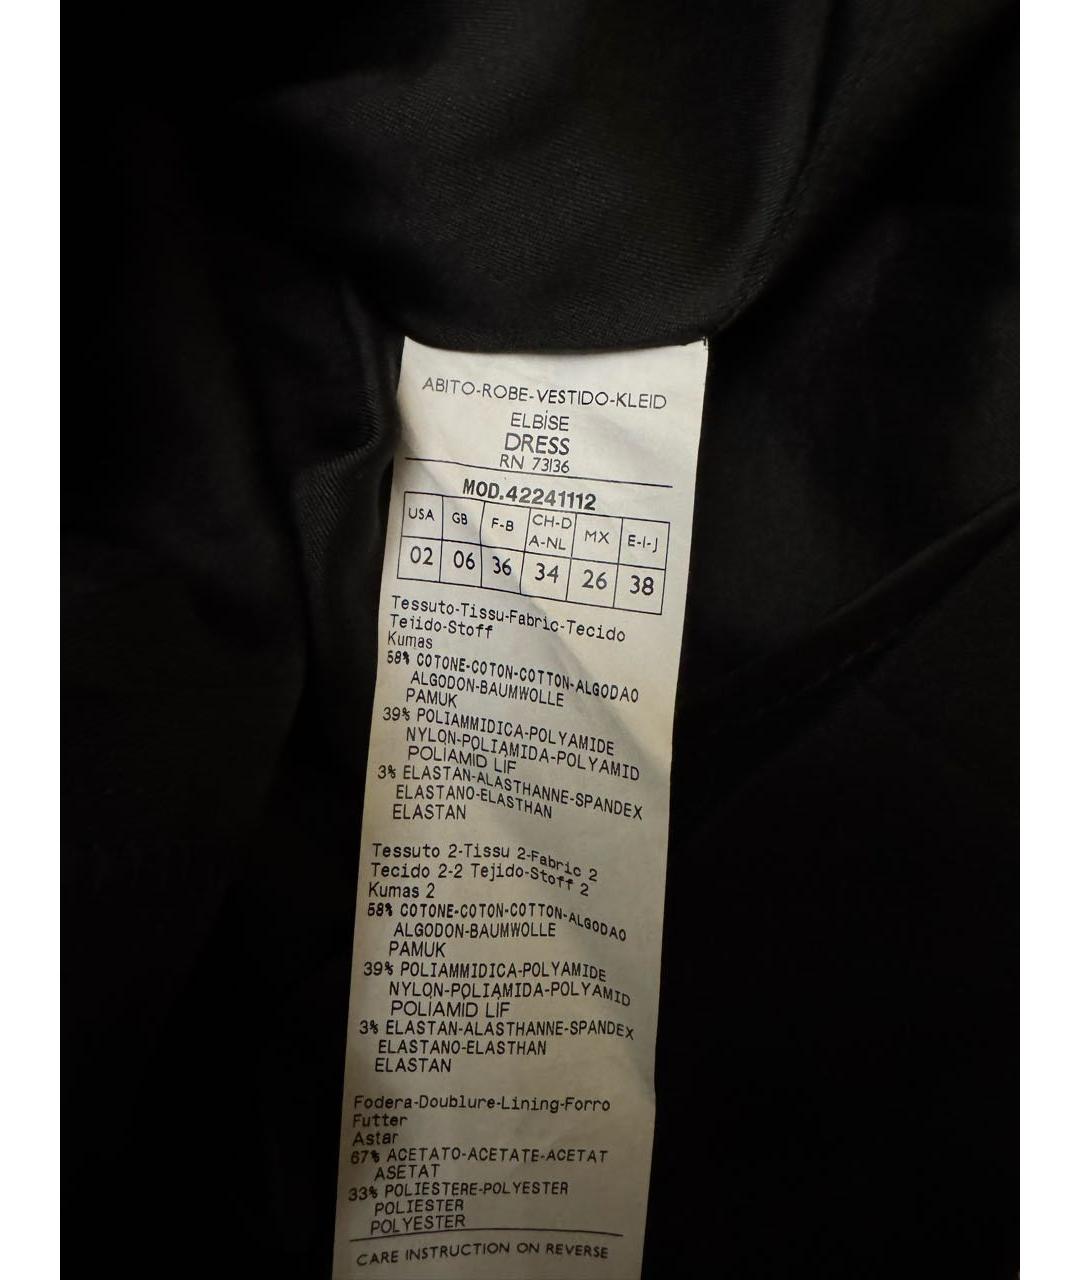 ABITO-ROBE-VESTIDO-KLEID
ELBİSE
DRESS
RN 73136
MOD.42241112
USA GB F-B CH-D A-NL MX E-I-J
02 06 36 34 26 38
Tessuto-Tissu-Fabric-Tecido
Tejido-Stoff
Kumas
58% COTONE-COTON-COTTON-ALGODAO
ALGODON-BAUMWOLLE
PAMUK
39% POLIAMMIDICA-POLYAMIDE
NYLON-POLIAMIDA-POLYAMID
POLIAMID LİF
3% ELASTAN-ALASTHANNE-SPANDEX
ELASTANO-ELASTHAN
ELASTAN
Tessuto 2-Tissu 2-Fabric 2
Tecido 2-2 Tejido-Stoff 2
Kumas 2
58% COTONE-COTON-COTTON-ALGODAO
ALGODON-BAUMWOLLE
PAMUK
39% POLIAMMIDICA-POLYAMIDE
NYLON-POLIAMIDA-POLYAMID
POLIAMID LİF
3% ELASTAN-ALASTHANNE-SPANDEX
ELASTANO-ELASTHAN
ELASTAN
Fodera-Doublure-Lining-Forro
Futter
Astar
67% ACETATO-ACETATE-ACETAT
ASETAT
33% POLIESTERE-POLYESTER
POLIESTER
POLYESTER
CARE INSTRUCTION ON REVERSE